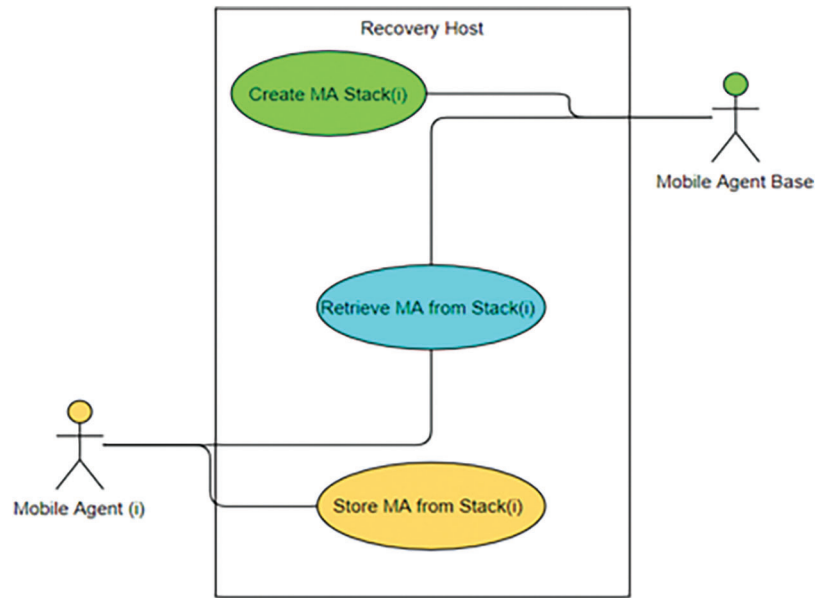 Recovery Host
Create MA Stack(i)
Mobile Agent Base
Retrieve MA from Stack(i)
Mobile Agent (i)
Store MA from Stack(i)